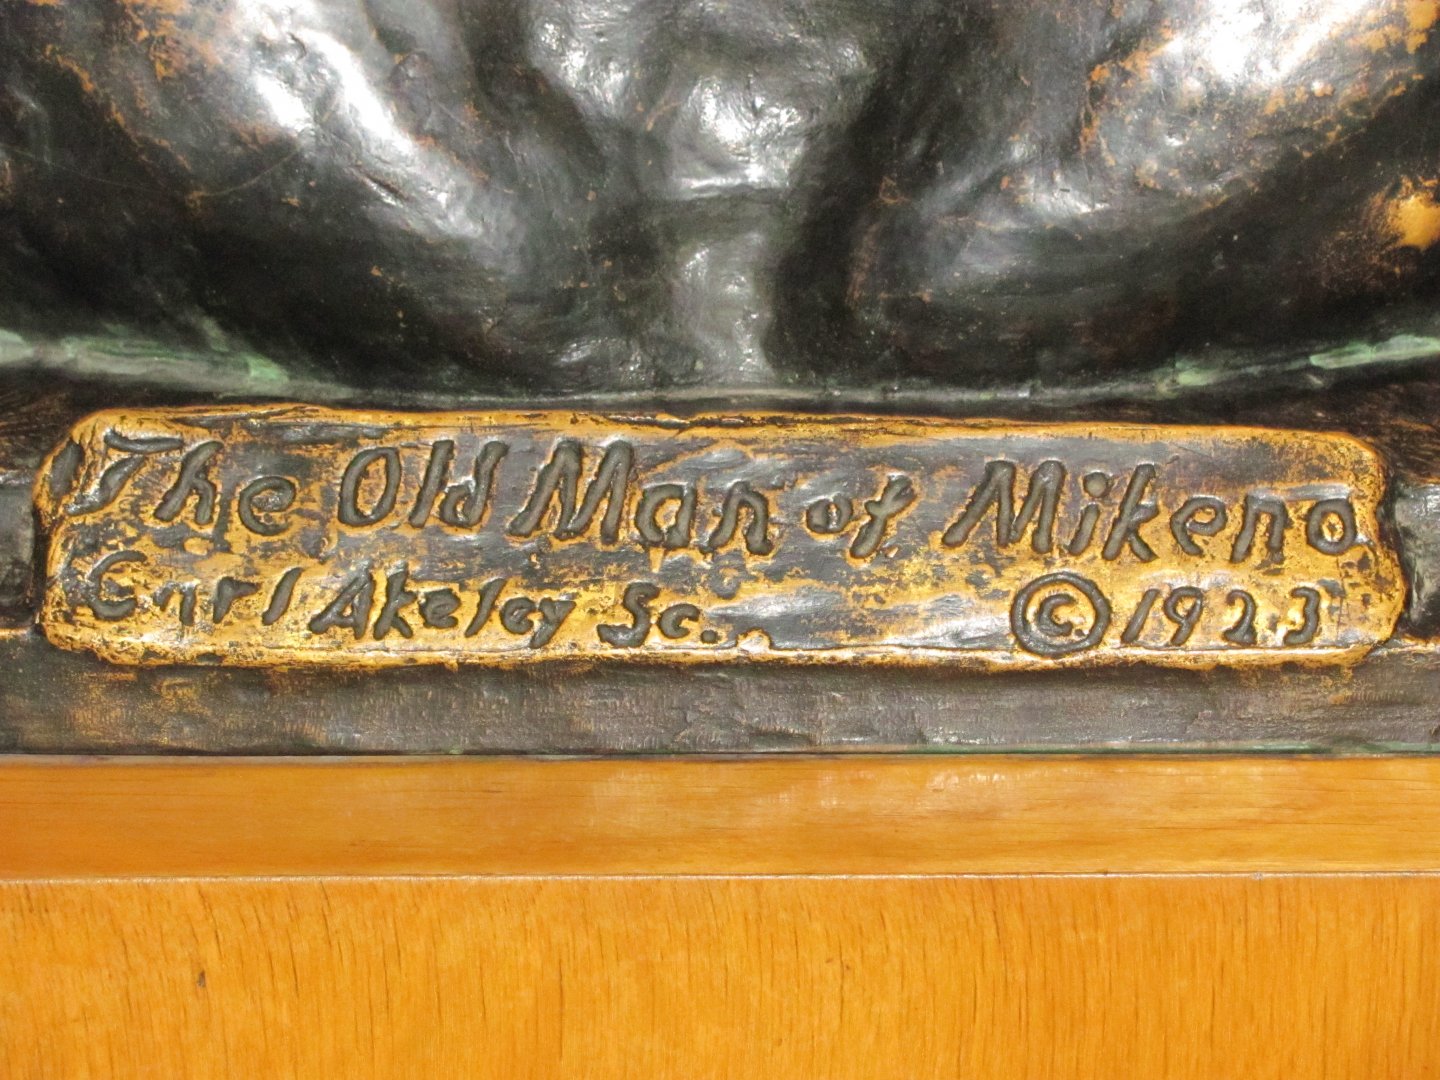 The Old Man of Mikeno
Carl Akeley Sc. © 1923